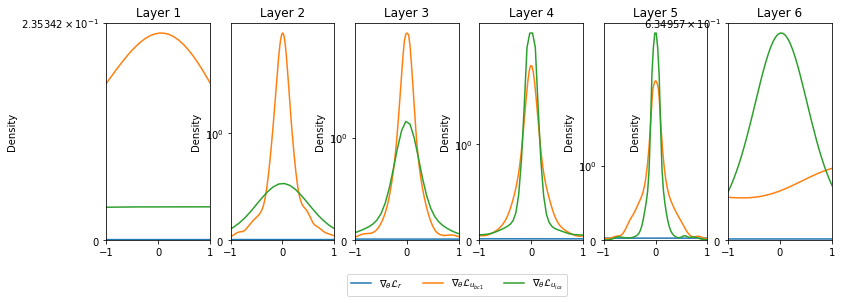 Layer 1
Layer 2
Layer 3
Layer 4
Layer 5
Layer 6
2.35342 × 10⁻¹
6.34957 × 10⁻¹
Density
Density
Density
Density
Density
Density
10⁰
10⁰
10⁰
10⁰
0
0
0
0
0
0
−1 0 1
−1 0 1
−1 0 1
−1 0 1
−1 0 1
−1 0 1
∇θℒr ∇θℒu_bc1 ∇θℒu_ics